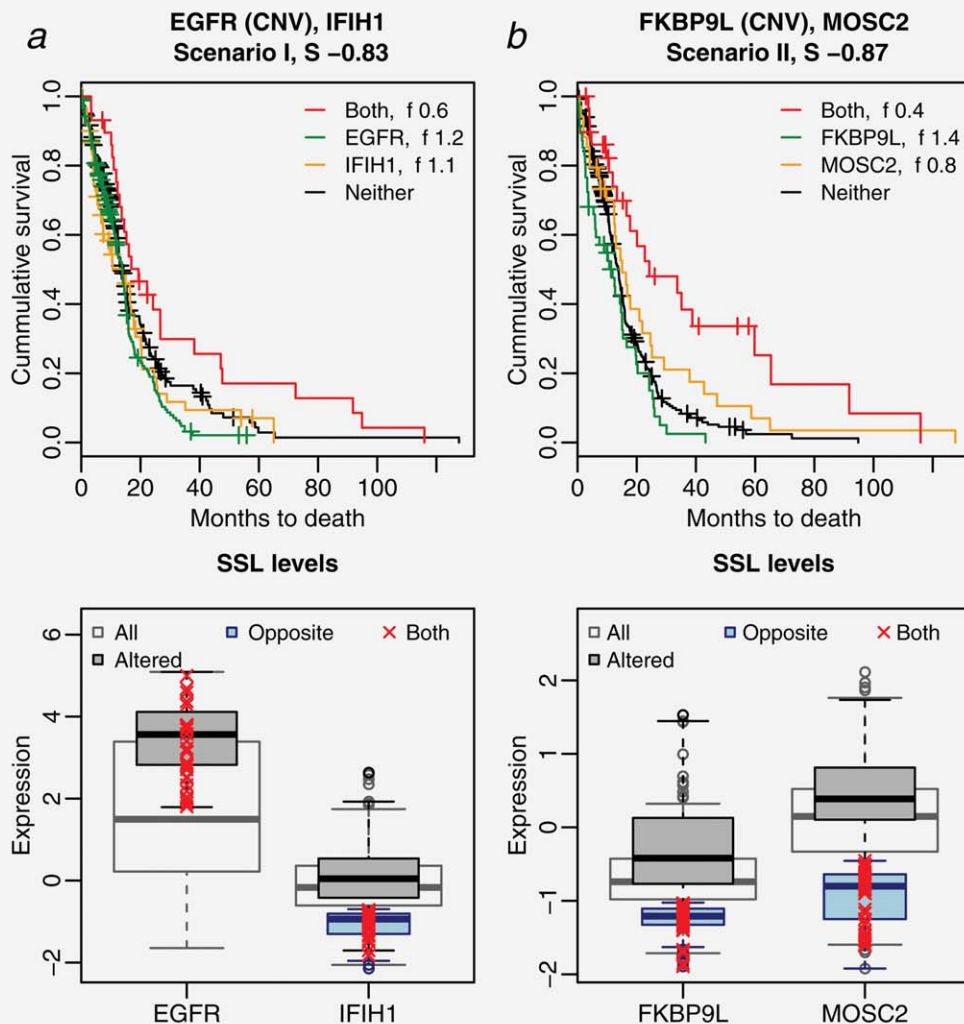 a
EGFR (CNV), IFIH1
Scenario I, S −0.83
Cummulative survival
1.0
0.8
0.6
0.4
0.2
0.0
Both, f 0.6
EGFR, f 1.2
IFIH1, f 1.1
Neither
0 20 40 60 80 100
Months to death
b
FKBP9L (CNV), MOSC2
Scenario II, S −0.87
Cummulative survival
1.0
0.8
0.6
0.4
0.2
0.0
Both, f 0.4
FKBP9L, f 1.4
MOSC2, f 0.8
Neither
0 20 40 60 80 100
Months to death
SSL levels
Expression
6
4
2
0
−2
All Opposite Both
Altered
EGFR IFIH1
SSL levels
Expression
2
1
0
−1
−2
All Opposite Both
Altered
FKBP9L MOSC2